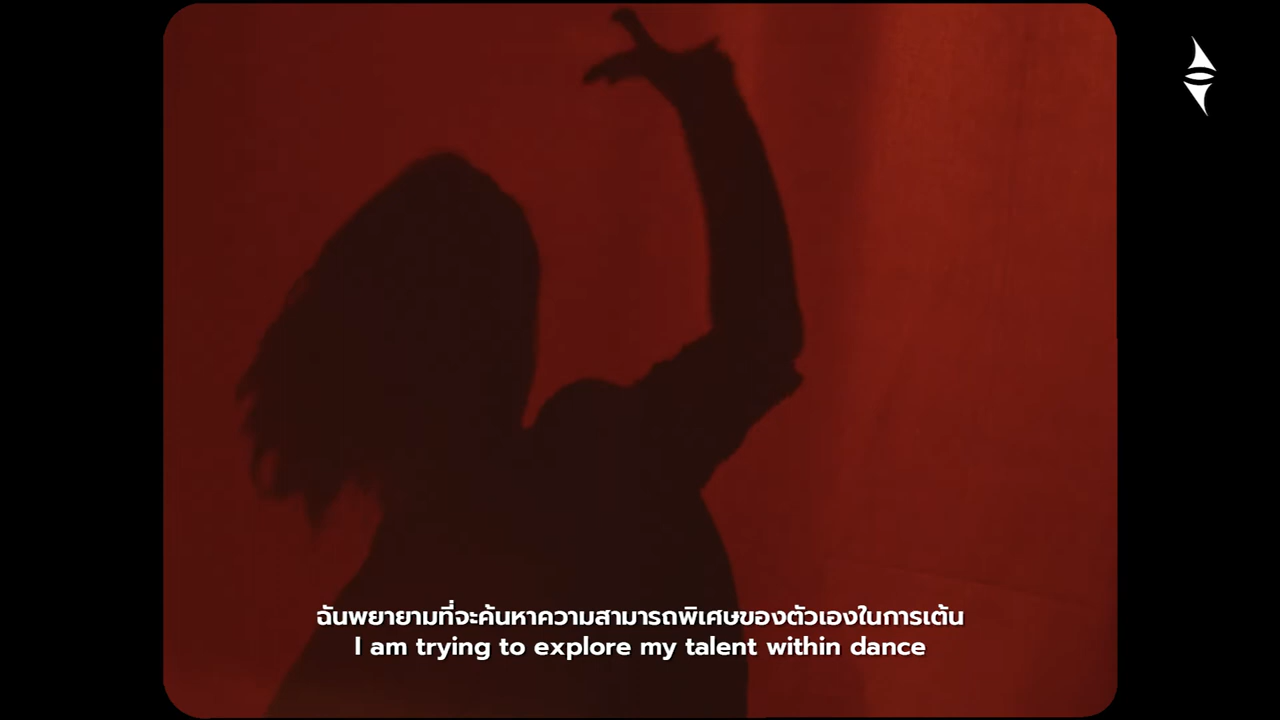 ฉันพยายามที่จะค้นหาความสามารถพิเศษของตัวเองในการเต้น
I am trying to explore my talent within dance